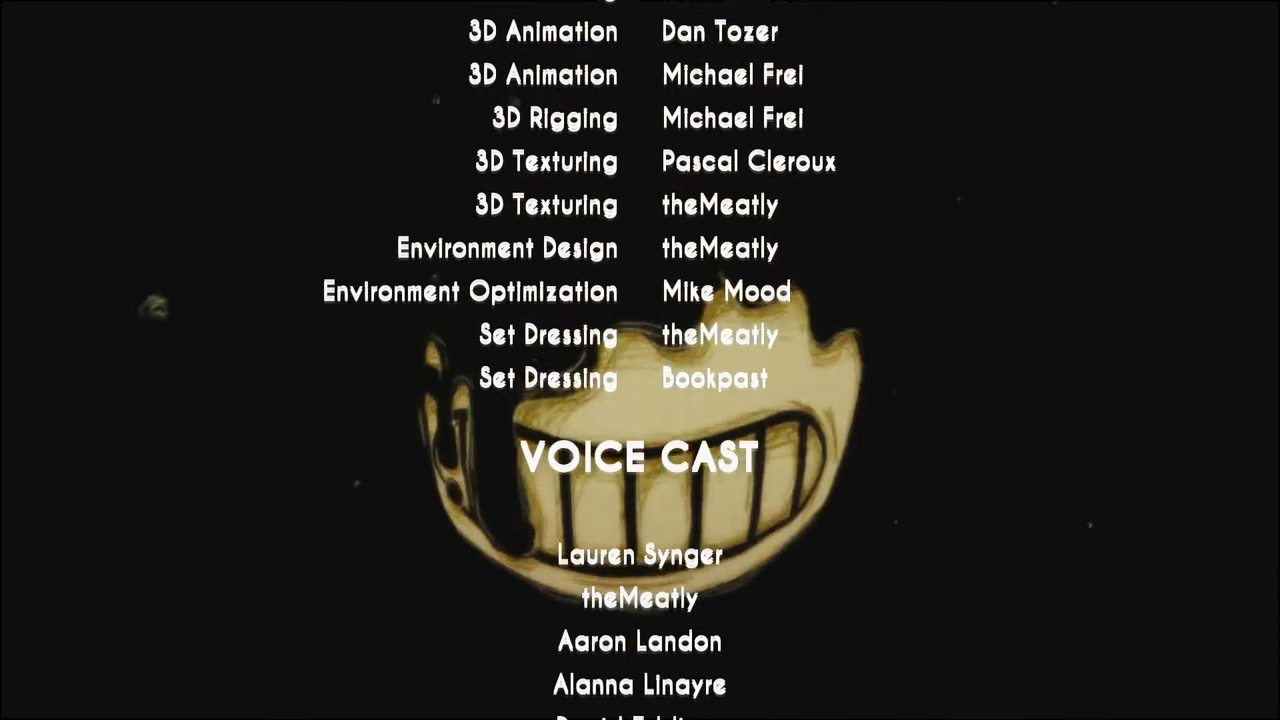 3D Animation Dan Tozer
3D Animation Michael Frei
3D Rigging Michael Frei
3D Texturing Pascal Cleroux
3D Texturing theMeatly
Environment Design theMeatly
Environment Optimization Mike Mood
Set Dressing theMeatly
Set Dressing Bookpast
VOICE CAST
Lauren Synger
theMeatly
Aaron Landon
Alanna Linayre